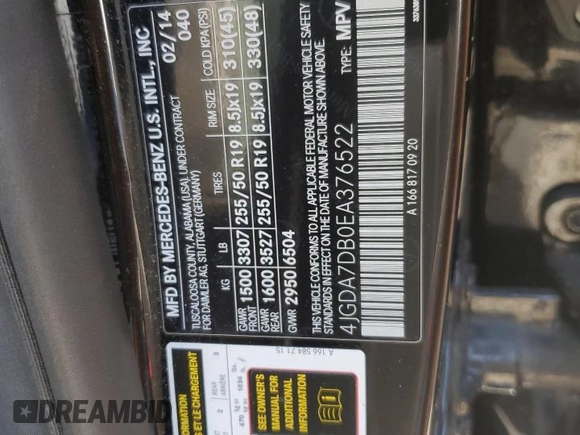 MFD BY MERCEDES-BENZ U.S. INTL., INC
TUSCALOOSA COUNTY, ALABAMA (USA), UNDER CONTRACT
FOR DAIMLER AG, STUTTGART (GERMANY)
02/14
040
KG LB TIRES RIM SIZE COLD KPA(PSI)
GAWR FRONT 1500 3307 255/50 R19 8.5Jx19 310(45)
GAWR REAR 1600 3527 255/50 R19 8.5Jx19 330(48)
GVWR 2950 6504
THIS VEHICLE CONFORMS TO ALL APPLICABLE FEDERAL MOTOR VEHICLE SAFETY
STANDARDS IN EFFECT ON THE DATE OF MANUFACTURE SHOWN ABOVE.
4JGDA7DB0EA376522
TYPE: MPV
A 166 817 09 20
A 166 584 71 15
SEE OWNER'S
MANUAL FOR
ADDITIONAL
INFORMATION
DREAMBID